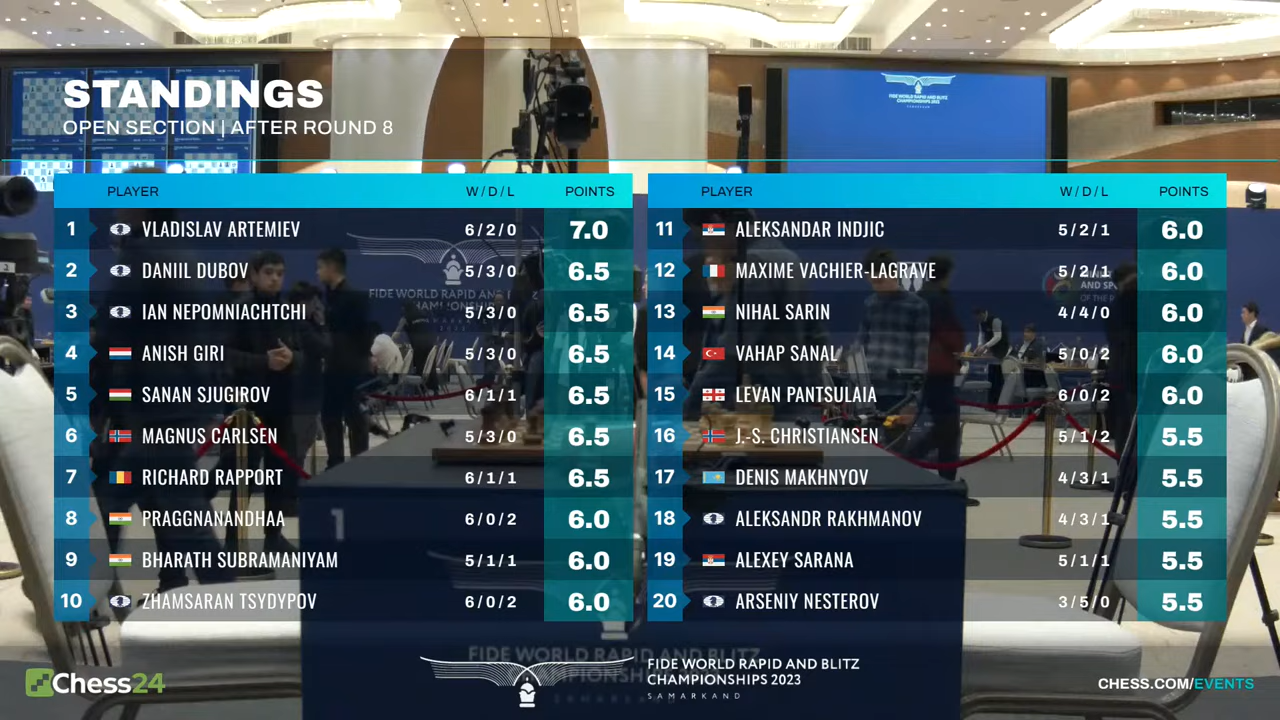 STANDINGS
OPEN SECTION | AFTER ROUND 8
PLAYER W / D / L POINTS
1 VLADISLAV ARTEMIEV 6 / 2 / 0 7.0
2 DANIIL DUBOV 5 / 3 / 0 6.5
3 IAN NEPOMNIACHTCHI 5 / 3 / 0 6.5
4 ANISH GIRI 5 / 3 / 0 6.5
5 SANAN SJUGIROV 6 / 1 / 1 6.5
6 MAGNUS CARLSEN 5 / 3 / 0 6.5
7 RICHARD RAPPORT 6 / 1 / 1 6.5
8 PRAGGNANANDHAA 6 / 0 / 2 6.0
9 BHARATH SUBRAMANIYAM 5 / 1 / 1 6.0
10 ZHAMSARAN TSYDYPOV 6 / 0 / 2 6.0
PLAYER W / D / L POINTS
11 ALEKSANDAR INDJIC 5 / 2 / 1 6.0
12 MAXIME VACHIER-LAGRAVE 5 / 2 / 1 6.0
13 NIHAL SARIN 4 / 4 / 0 6.0
14 VAHAP SANAL 5 / 0 / 2 6.0
15 LEVAN PANTSULAIA 6 / 0 / 2 6.0
16 J.-S. CHRISTIANSEN 5 / 1 / 2 5.5
17 DENIS MAKHNYOV 4 / 3 / 1 5.5
18 ALEKSANDR RAKHMANOV 4 / 3 / 1 5.5
19 ALEXEY SARANA 5 / 1 / 1 5.5
20 ARSENIY NESTEROV 3 / 5 / 0 5.5
FIDE WORLD RAPID AND BLITZ
CHAMPIONSHIPS 2023
SAMARKAND
Chess24
CHESS.COM/EVENTS